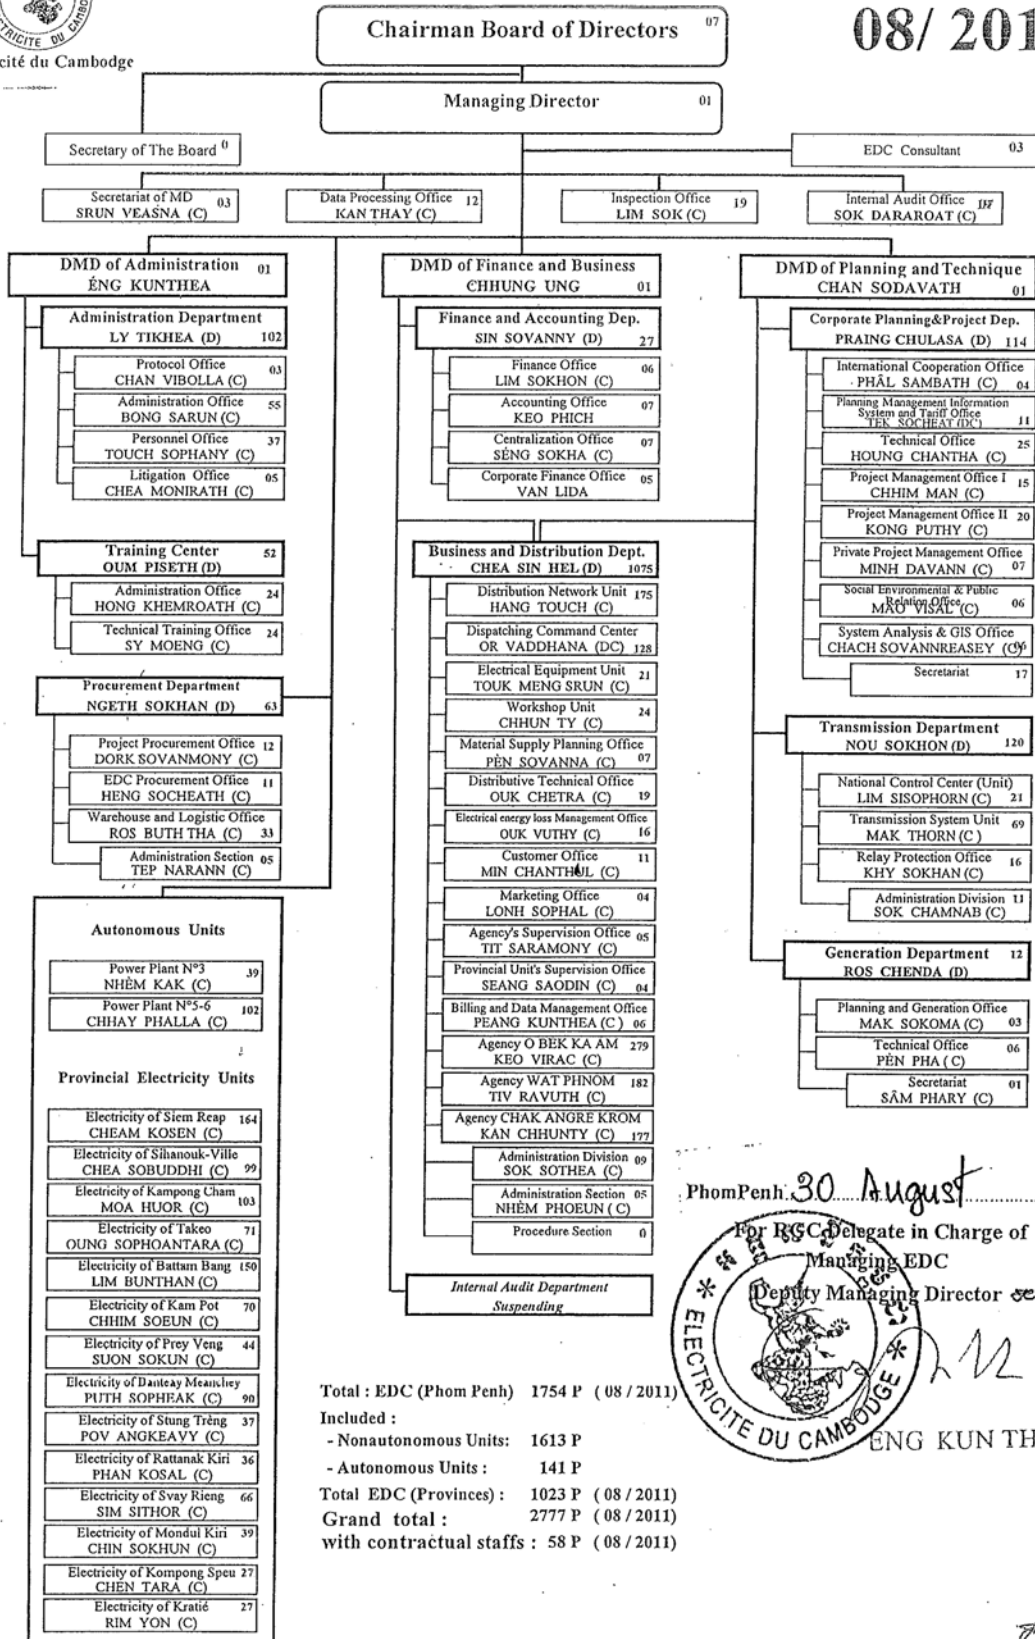 ELECTRICITE DU CAMBO
cité du Cambodge
08/ 201
Chairman Board of Directors 07
Managing Director 01
Secretary of The Board 0
EDC Consultant 03
Secretariat of MD 03
SRUN VEASNA (C)
Data Processing Office 12
KAN THAY (C)
Inspection Office 19
LIM SOK (C)
Internal Audit Office
SOK DARAROAT (C)
DMD of Administration 01
ÉNG KUNTHEA
Administration Department
LY TIKHEA (D) 102
Protocol Office 03
CHAN VIBOLLA (C)
Administration Office 55
BONG SARUN (C)
Personnel Office 37
TOUCH SOPHANY (C)
Litigation Office 05
CHEA MONIRATH (C)
Training Center 52
OUM PISETH (D)
Administration Office 24
HONG KHEMROATH (C)
Technical Training Office 24
SY MOENG (C)
Procurement Department
NGETH SOKHAN (D) 63
Project Procurement Office 12
DORK SOVANMONY (C)
EDC Procurement Office 11
HENG SOCHEATH (C)
Warehouse and Logistic Office
ROS BUTH THA (C) 33
Administration Section 05
TEP NARANN (C)
Autonomous Units
Power Plant N°3 39
NHÈM KAK (C)
Power Plant N°5-6 102
CHHAY PHALLA (C)
Provincial Electricity Units
Electricity of Siem Reap 164
CHEAM KOSEN (C)
Electricity of Sihanouk-Ville
CHEA SOBUDDHI (C) 99
Electricity of Kampong Cham 103
MOA HUOR (C)
Electricity of Takeo 71
OUNG SOPHOANTARA (C)
Electricity of Battam Bang 150
LIM BUNTHAN (C)
Electricity of Kam Pot 70
CHHIM SOEUN (C)
Electricity of Prey Veng 44
SUON SOKUN (C)
Electricity of Banteay Meanchey
PUTH SOPHEAK (C) 90
Electricity of Stung Trèng 37
POV ANGKEAVY (C)
Electricity of Rattanak Kiri 36
PHAN KOSAL (C)
Electricity of Svay Rieng 66
SIM SITHOR (C)
Electricity of Mondul Kiri 39
CHIN SOKHUN (C)
Electricity of Kompong Speu 27
CHEN TARA (C)
Electricity of Kratié 27
RIM YON (C)
DMD of Finance and Business
CHHUNG UNG 01
Finance and Accounting Dep.
SIN SOVANNY (D) 27
Finance Office 06
LIM SOKHON (C)
Accounting Office 07
KEO PHICH
Centralization Office 07
SÉNG SOKHA (C)
Corporate Finance Office 05
VAN LIDA
Business and Distribution Dept.
CHEA SIN HEL (D) 1075
Distribution Network Unit 175
HANG TOUCH (C)
Dispatching Command Center
OR VADDHANA (DC) 128
Electrical Equipment Unit 21
TOUK MENG SRUN (C)
Workshop Unit 24
CHHUN TY (C)
Material Supply Planning Office
PÈN SOVANNA (C) 07
Distributive Technical Office
OUK CHETRA (C) 19
Electrical energy loss Management Office
OUK VUTHY (C) 16
Customer Office 11
MIN CHANTHUL (C)
Marketing Office 04
LONH SOPHAL (C)
Agency's Supervision Office 05
TIT SARAMONY (C)
Provincial Unit's Supervision Office
SEANG SAODIN (C) 04
Billing and Data Management Office
PEANG KUNTHEA (C ) 06
Agency O BEK KA AM 279
KEO VIRAC (C)
Agency WAT PHNOM 182
TIV RAVUTH (C)
Agency CHAK ANGRE KROM
KAN CHHUNTY (C) 177
Administration Division 09
SOK SOTHEA (C)
Administration Section 05
NHÈM PHOEUN ( C)
Procedure Section 0
Internal Audit Department
Suspending
DMD of Planning and Technique
CHAN SODAVATH 01
Corporate Planning&Project Dep.
PRAING CHULASA (D) 114
International Cooperation Office
PHÂL SAMBATH (C) 04
Planning Management Information
System and Tariff Office
TEK SOCHEAT (DC) 11
Technical Office 25
HOUNG CHANTHA (C)
Project Management Office I 15
CHHIM MAN (C)
Project Management Office II 20
KONG PUTHY (C)
Private Project Management Office
MINH DAVANN (C) 07
Social Environmental & Public
Relation Office 06
MAO VISAL (C)
System Analysis & GIS Office
CHACH SOVANNREASEY (C) 06
Secretariat 17
Transmission Department
NOU SOKHON (D) 120
National Control Center (Unit)
LIM SISOPHORN (C) 21
Transmission System Unit 69
MAK THORN (C )
Relay Protection Office 16
KHY SOKHAN (C)
Administration Division 11
SOK CHAMNAB (C)
Generation Department 12
ROS CHENDA (D)
Planning and Generation Office
MAK SOKOMA (C) 03
Technical Office 06
PÈN PHA ( C)
Secretariat 01
SÂM PHARY (C)
PhomPenh, 30 August
For RGC Delegate in Charge of
Managing EDC
Deputy Managing Director
ELECTRICITE DU CAMBODGE
ENG KUN TH
Total : EDC (Phom Penh) 1754 P ( 08 / 2011)
Included :
- Nonautonomous Units: 1613 P
- Autonomous Units : 141 P
Total EDC (Provinces) : 1023 P ( 08 / 2011)
Grand total : 2777 P ( 08 / 2011)
with contractual staffs : 58 P ( 08 / 2011)